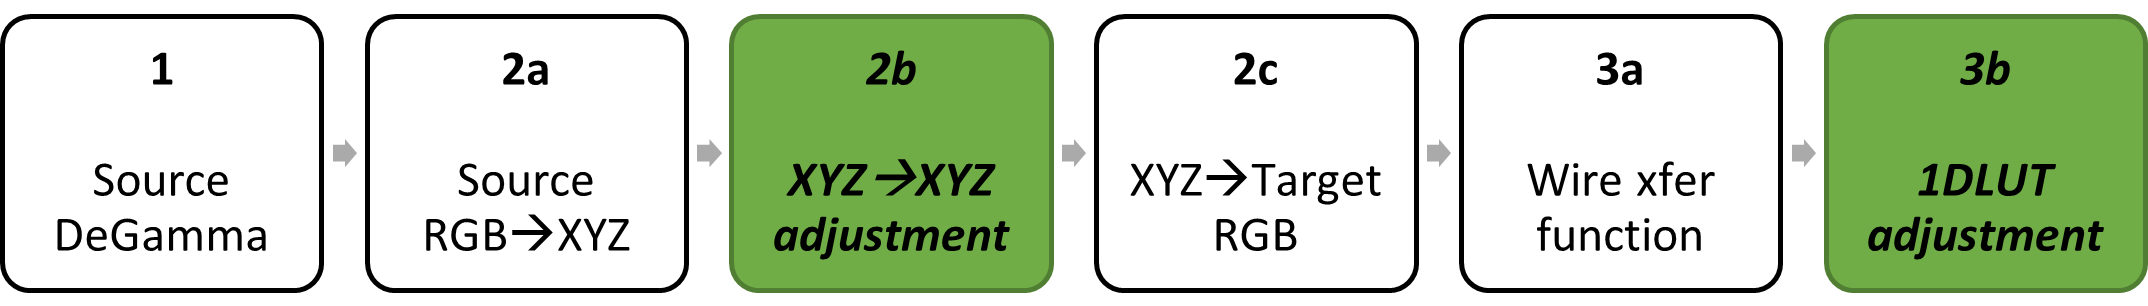 1
Source
DeGamma
2a
Source
RGB→XYZ
2b
XYZ→XYZ
adjustment
2c
XYZ→Target
RGB
3a
Wire xfer
function
3b
1DLUT
adjustment